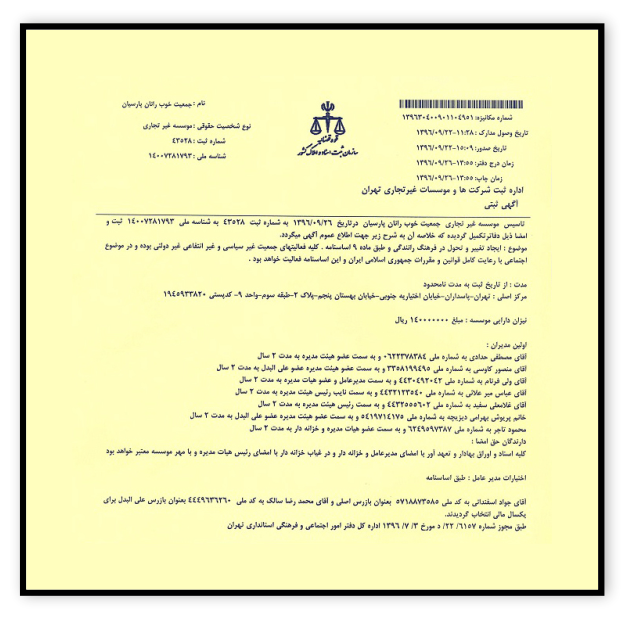 شماره مکانیزه: ۱۳۹۶۳۰۴۰۰۹۰۱۱۰۴۹۵۱
تاریخ وصول مدارک : ۱۱:۲۸-۱۳۹۶/۰۹/۲۲
تاریخ صدور: ۱۵:۰۹-۱۳۹۶/۰۹/۲۲
زمان درج دفتر: ۱۳:۵۵-۱۳۹۶/۰۹/۲۶
زمان چاپ: ۱۳:۵۵-۱۳۹۶/۰۹/۲۶
اداره ثبت شرکت ها و موسسات غیرتجاری تهران
آگهی ثبتی
قوه قضائیه
سازمان ثبت اسناد و املاک کشور
نام : جمعیت خوب رانان پارسیان
نوع شخصیت حقوقی : موسسه غیر تجاری
شماره ثبت : ۴۳۵۲۸
شناسه ملی : ۱۴۰۰۷۲۸۱۷۹۳
تاسیس موسسه غیر تجاری جمعیت خوب رانان پارسیان درتاریخ ۱۳۹۶/۰۹/۲۶ به شماره ثبت ۴۳۵۲۸ به شناسه ملی ۱۴۰۰۷۲۸۱۷۹۳ ثبت و
امضا ذیل دفاترتکمیل گردیده که خلاصه آن به شرح زیر جهت اطلاع عموم آگهی میگردد.
موضوع : ایجاد تغییر و تحول در فرهنگ رانندگی و طبق ماده ۹ اساسنامه . کلیه فعالیتهای جمعیت غیر سیاسی و غیر انتفاعی غیر دولتی بوده و در موضوع
اجتماعی با رعایت کامل قوانین و مقررات جمهوری اسلامی ایران و این اساسنامه فعالیت خواهد بود .
مدت : از تاریخ ثبت به مدت نامحدود
مرکز اصلی : تهران-پاسداران-خیابان اختیاریه جنوبی-خیابان بهستان پنجم-پلاک ۲-طبقه سوم-واحد ۹- کدپستی ۱۹۴۵۹۳۳۸۲۰
نیزان دارایی موسسه : مبلغ ۱۴۰۰۰۰۰۰۰ ریال
اولین مدیران :
آقای مصطفی حدادی به شماره ملی ۰۶۲۲۳۷۸۳۸۴ و به سمت عضو هیئت مدیره به مدت ۲ سال
آقای منصور کاوسی به شماره ملی ۳۳۵۸۱۹۹۴۹۵ و به سمت عضو هیئت مدیره عضو علی البدل به مدت ۲ سال
آقای ولی فرنام به شماره ملی ۴۴۳۰۴۹۲۰۴۲ و به سمت مدیرعامل و عضو هیات مدیره به مدت ۲ سال
آقای عباس میر علائی به شماره ملی ۴۴۳۲۱۲۳۵۴۰ و به سمت نایب رئیس هیئت مدیره به مدت ۲ سال
آقای غلامعلی سفید به شماره ملی ۴۴۳۲۵۵۵۶۰۲ و به سمت رئیس هیئت مدیره به مدت ۲ سال
خانم پریوش بهرامی دیزیچه به شماره ملی ۵۴۱۹۷۱۴۱۷۵ و به سمت عضو هیئت مدیره عضو علی البدل به مدت ۲ سال
محمود تاجر به شماره ملی ۶۲۴۹۵۹۷۳۸۷ و به سمت عضو هیات مدیره و خزانه دار به مدت ۲ سال
دارندگان حق امضا :
کلیه اسناد و اوراق بهادار و تعهد آور با امضای مدیرعامل و خزانه دار و در غیاب خزانه دار با امضای رئیس هیات مدیره و با مهر موسسه معتبر خواهد بود
اختیارات مدیر عامل : طبق اساسنامه
آقای جواد اسفندانی به کد ملی ۵۷۱۸۸۷۳۵۸۵ بعنوان بازرس اصلی و آقای محمد رضا سالک به کد ملی ۴۴۴۹۶۳۶۲۶۰ بعنوان بازرس علی البدل برای
یکسال مالی انتخاب گردیدند.
طبق مجوز شماره ۶۱۵۷/ ۲۲/ د مورخ ۳/ ۷/ ۱۳۹۶ اداره کل دفتر امور اجتماعی و فرهنگی استانداری تهران